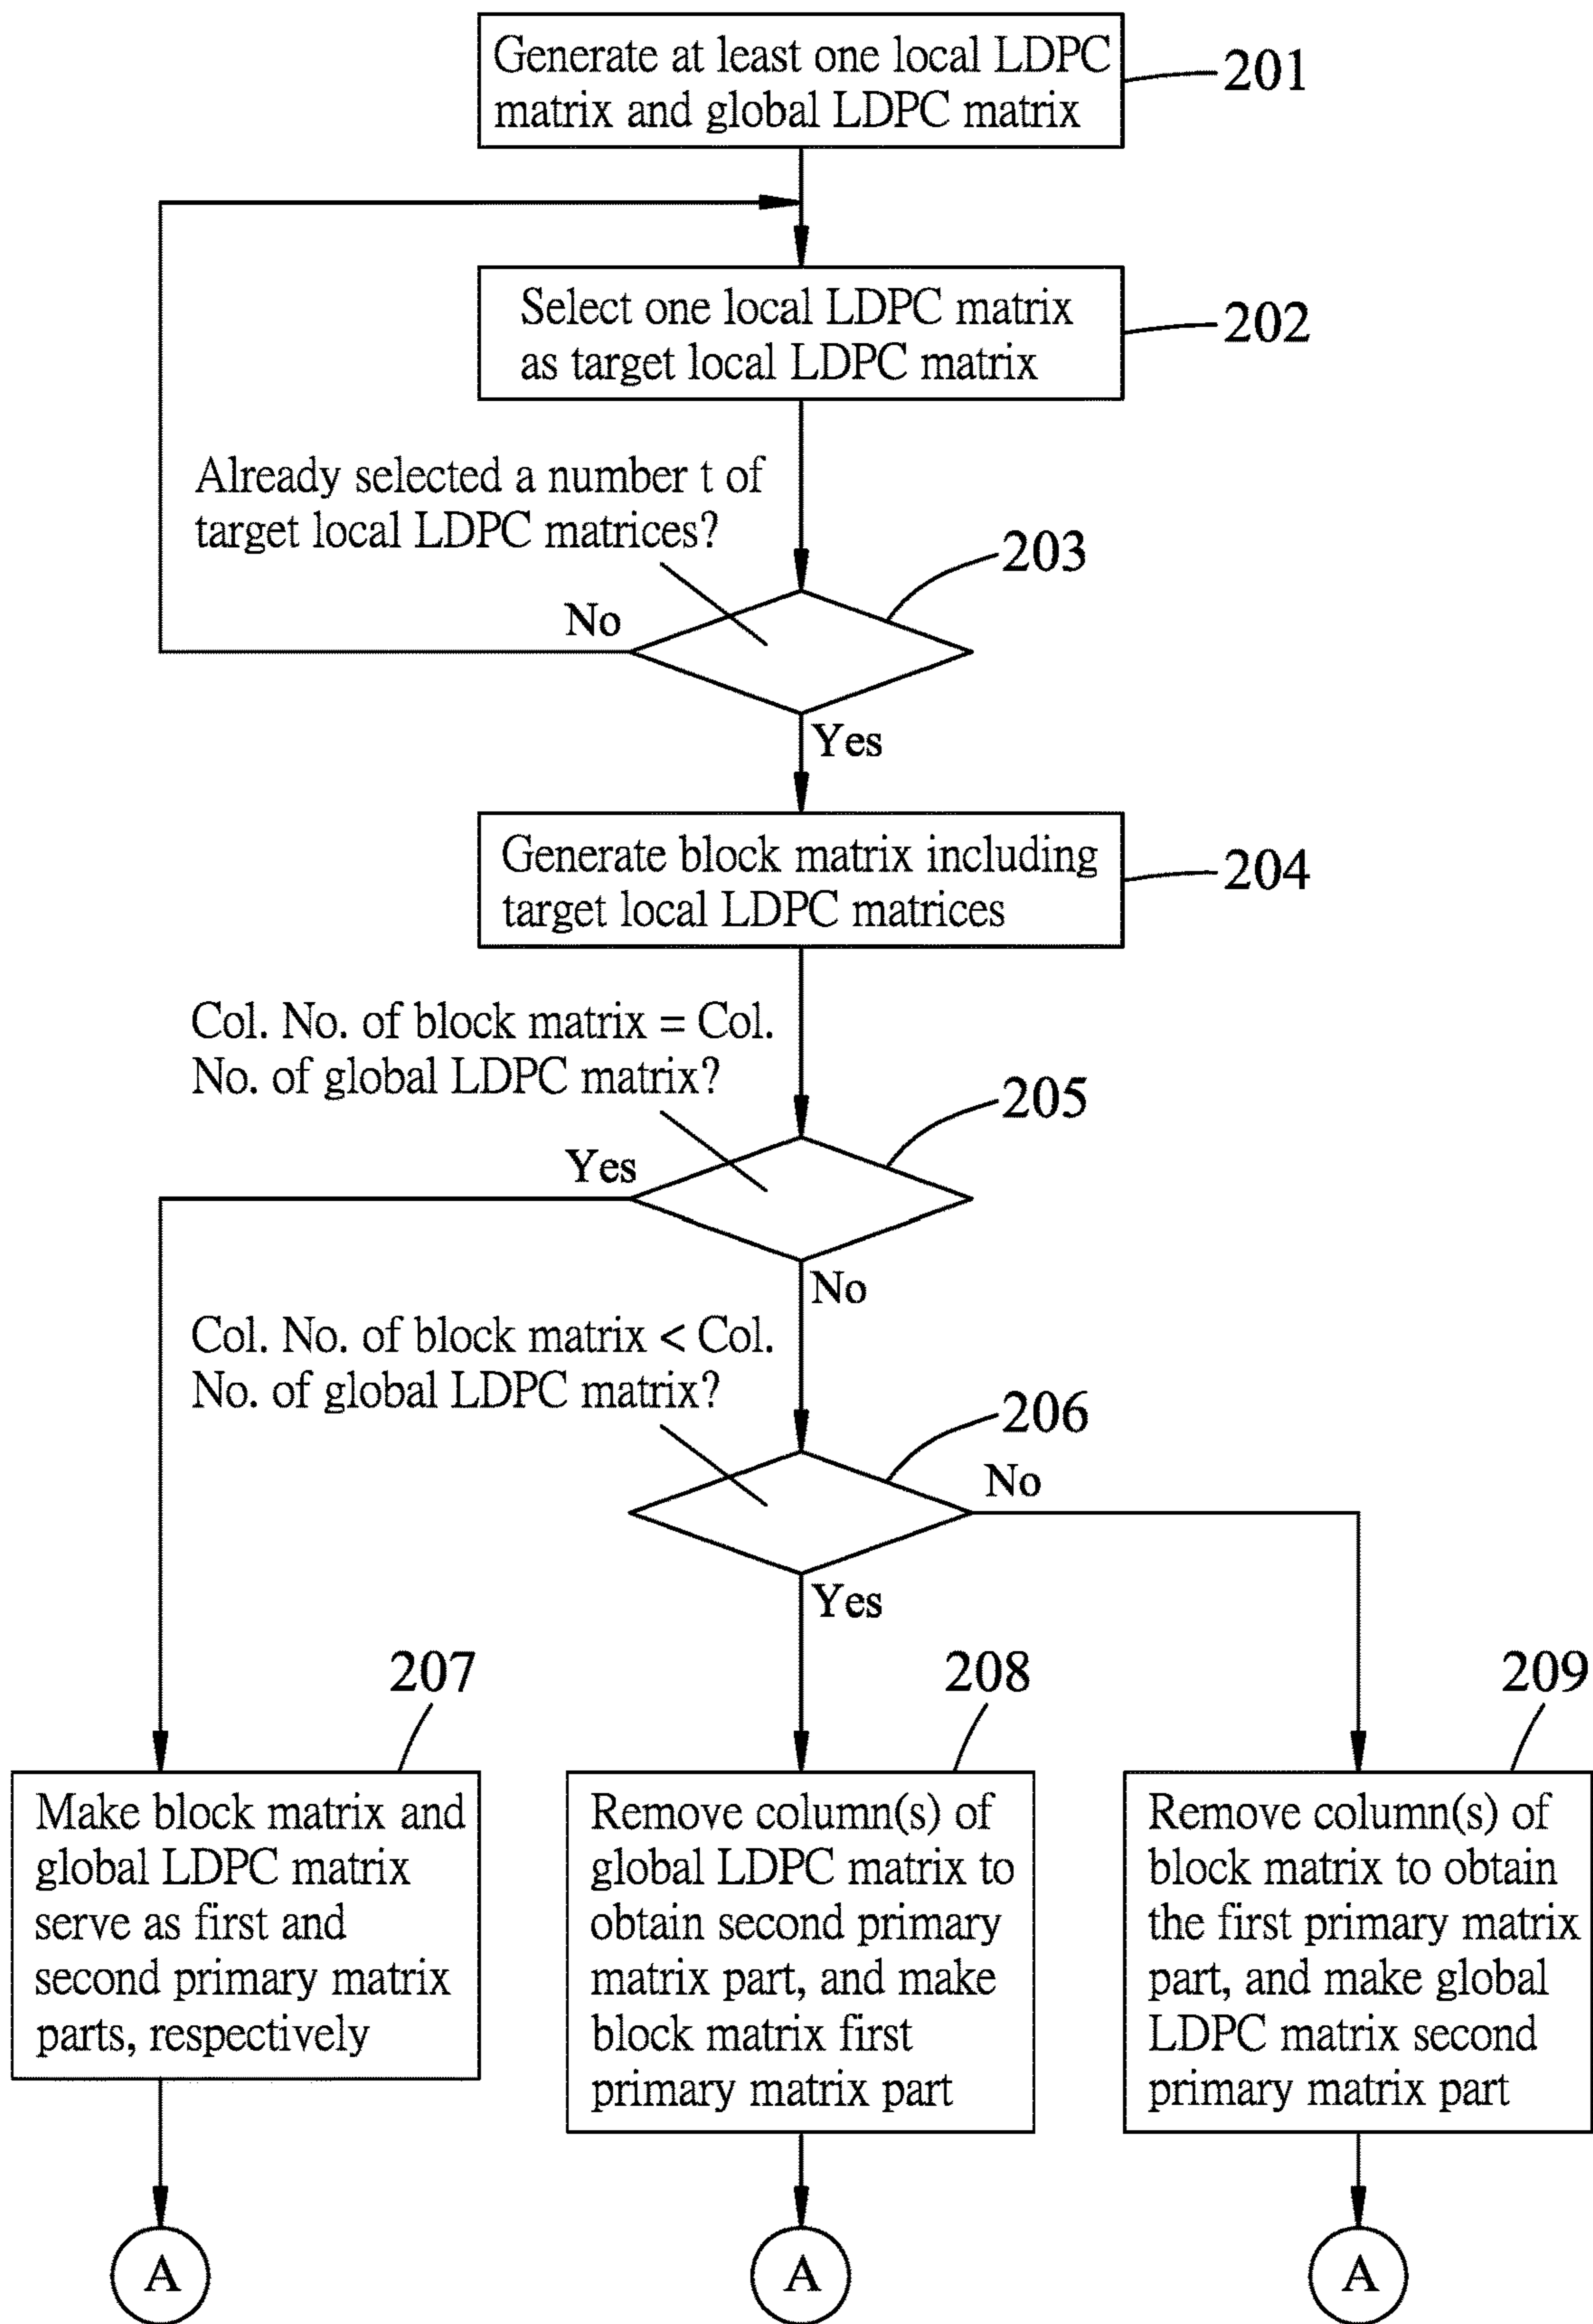 Generate at least one local LDPC
matrix and global LDPC matrix
201
Select one local LDPC matrix
as target local LDPC matrix
202
Already selected a number t of
target local LDPC matrices?
203
No
Yes
Generate block matrix including
target local LDPC matrices
204
Col. No. of block matrix = Col.
No. of global LDPC matrix?
205
Yes
No
Col. No. of block matrix < Col.
No. of global LDPC matrix?
206
No
Yes
207
Make block matrix and
global LDPC matrix
serve as first and
second primary matrix
parts, respectively
208
Remove column(s) of
global LDPC matrix to
obtain second primary
matrix part, and make
block matrix first
primary matrix part
209
Remove column(s) of
block matrix to obtain
the first primary matrix
part, and make global
LDPC matrix second
primary matrix part
A
A
A